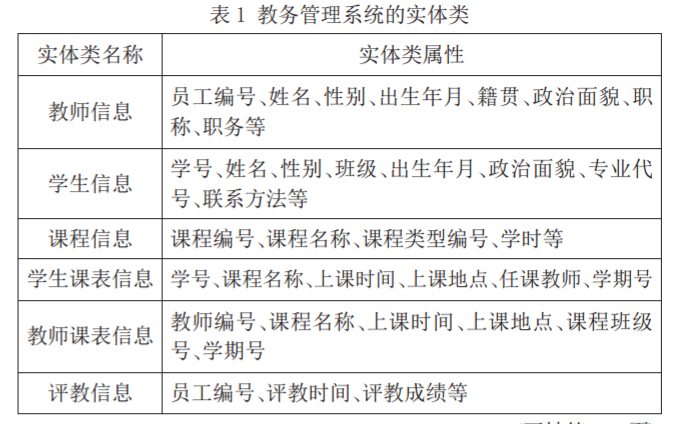 表1 教务管理系统的实体类
实体类名称 实体类属性
教师信息 员工编号、姓名、性别、出生年月、籍贯、政治面貌、职
称、职务等
学生信息 学号、姓名、性别、班级、出生年月、政治面貌、专业代
号、联系方法等
课程信息 课程编号、课程名称、课程类型编号、学时等
学生课表信息 学号、课程名称、上课时间、上课地点、任课教师、学期号
教师课表信息 教师编号、课程名称、上课时间、上课地点、课程班级
号、学期号
评教信息 员工编号、评教时间、评教成绩等